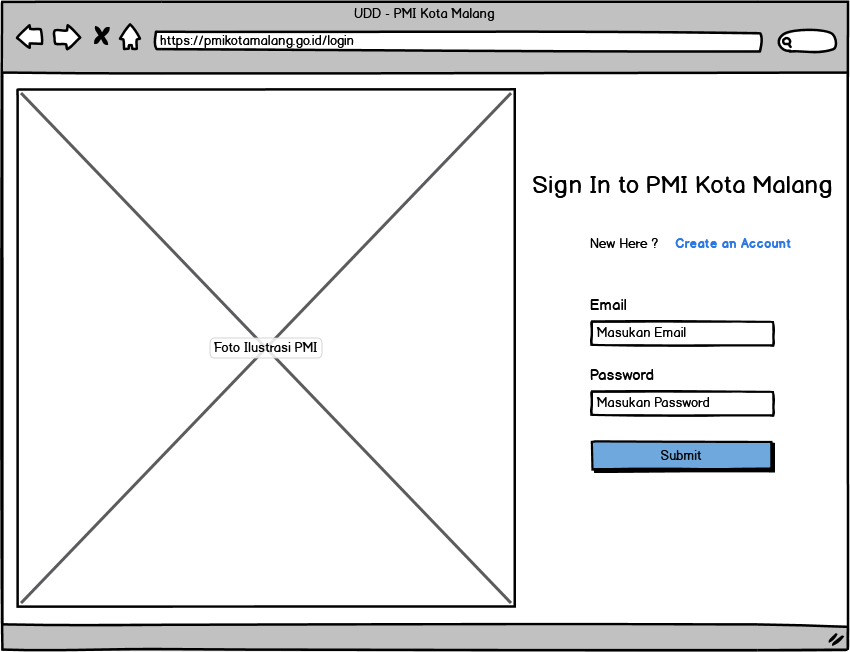 UDD - PMI Kota Malang
https://pmikotamalang.go.id/login
Foto Ilustrasi PMI
Sign In to PMI Kota Malang
New Here ? Create an Account
Email
Masukan Email
Password
Masukan Password
Submit